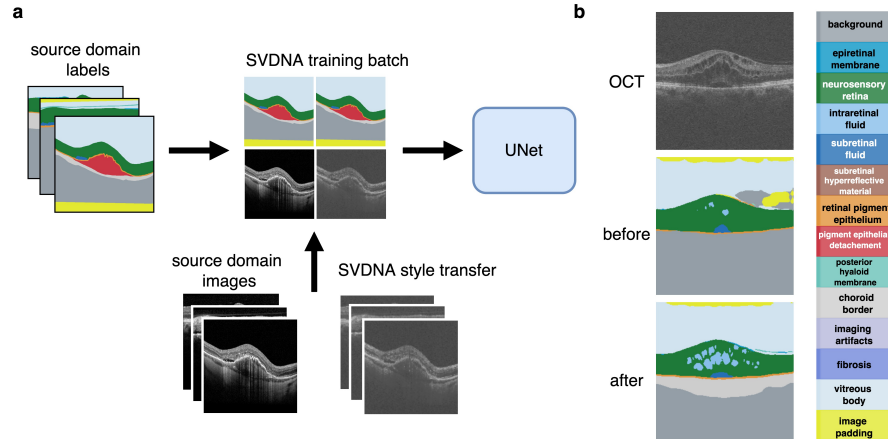 a
source domain
labels
SVDNA training batch
UNet
source domain
images
SVDNA style transfer
b
OCT
before
after
background
epiretinal
membrane
neurosensory
retina
intraretinal
fluid
subretinal
fluid
subretinal
hyperreflective
material
retinal pigment
epithelium
pigment epithelial
detachement
posterior
hyaloid
membrane
choroid
border
imaging
artifacts
fibrosis
vitreous
body
image
padding